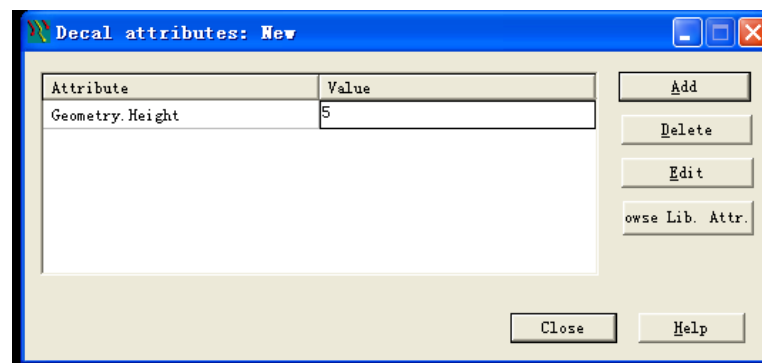 Decal attributes: New
Attribute Value
Geometry.Height 5
Add
Delete
Edit
owse Lib. Attr.
Close Help